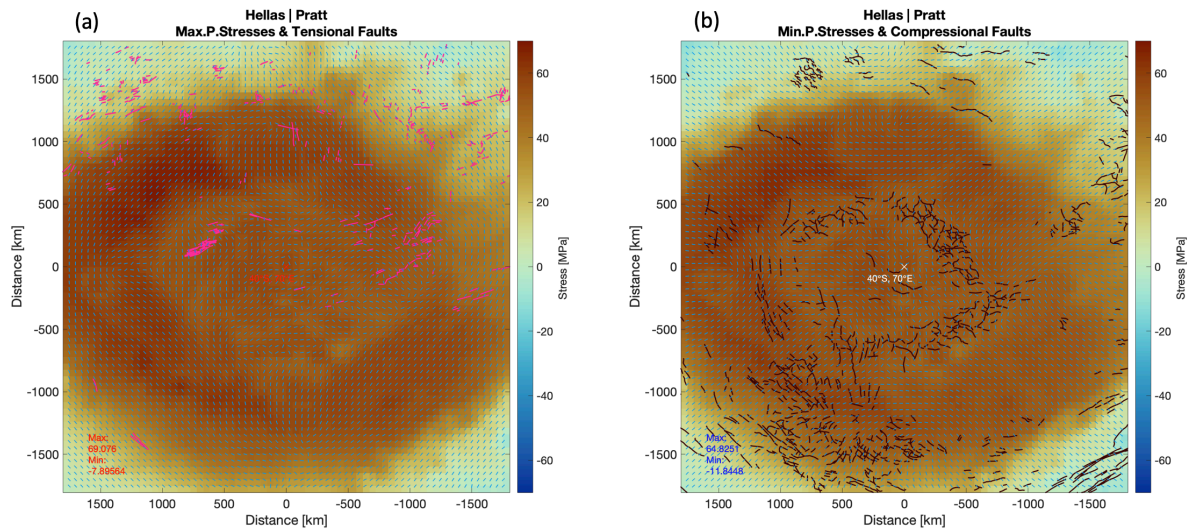 (a)
Hellas | Pratt
Max.P.Stresses & Tensional Faults
Distance [km]
1500
1000
500
0
-500
-1000
-1500
1500 1000 500 0 -500 -1000 -1500
Distance [km]
Max:
69.076
Min:
-7.89564
60
40
20
0
-20
-40
-60
Stress [MPa]
(b)
Hellas | Pratt
Min.P.Stresses & Compressional Faults
Distance [km]
1500
1000
500
0
-500
-1000
-1500
1500 1000 500 0 -500 -1000 -1500
Distance [km]
40°S, 70°E
Max:
64.8251
Min:
-11.8448
60
40
20
0
-20
-40
-60
Stress [MPa]